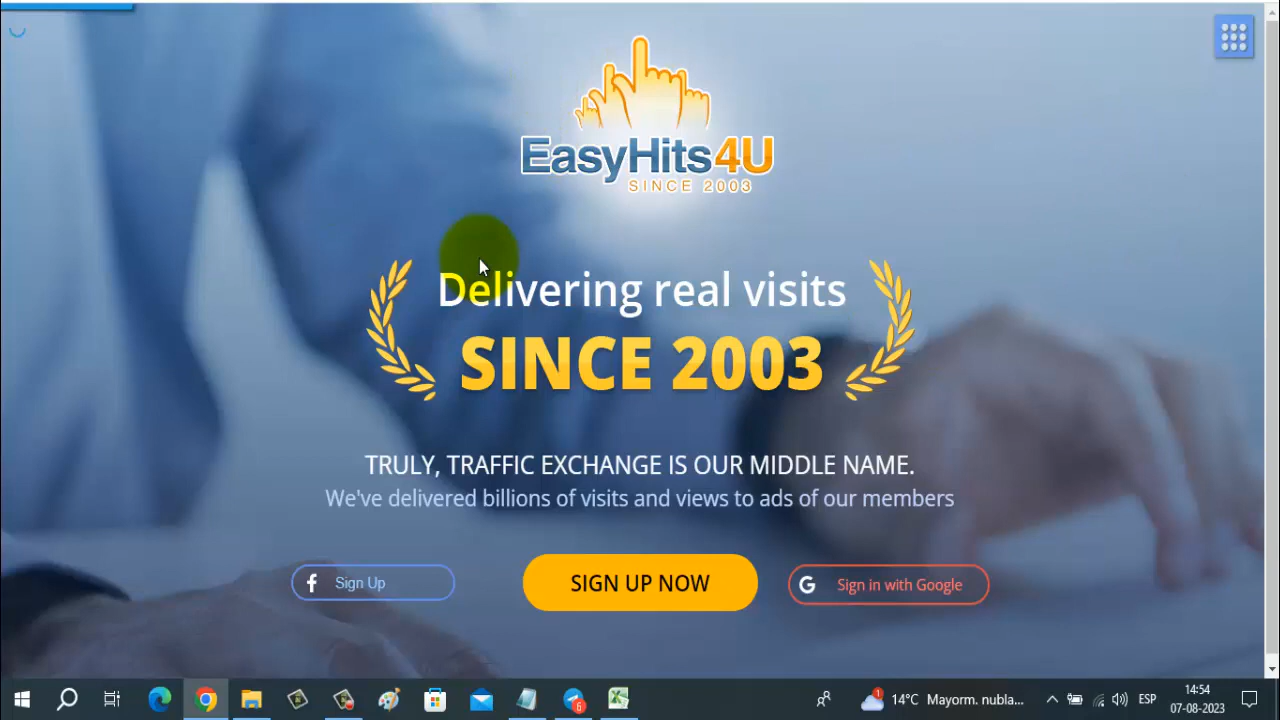 EasyHits4U
SINCE 2003
Delivering real visits
SINCE 2003
TRULY, TRAFFIC EXCHANGE IS OUR MIDDLE NAME.
We've delivered billions of visits and views to ads of our members
f Sign Up
SIGN UP NOW
G Sign in with Google
1
6
14°C Mayorm. nubla...
ESP
14:54
07-08-2023